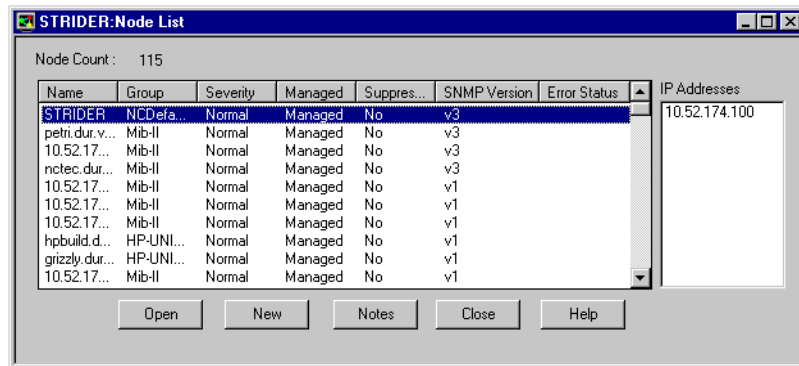 STRIDER:Node List
Node Count : 115
Name Group Severity Managed Suppres... SNMP Version Error Status IP Addresses
STRIDER NCDefa... Normal Managed No v3 10.52.174.100
petri.dur.v... Mib-II Normal Managed No v3
10.52.17... Mib-II Normal Managed No v3
nctec.dur... Mib-II Normal Managed No v3
10.52.17... Mib-II Normal Managed No v1
10.52.17... Mib-II Normal Managed No v1
10.52.17... Mib-II Normal Managed No v1
hpbuild.d... HP-UNI... Normal Managed No v1
grizzly.dur... HP-UNI... Normal Managed No v1
10.52.17... Mib-II Normal Managed No v1
Open New Notes Close Help